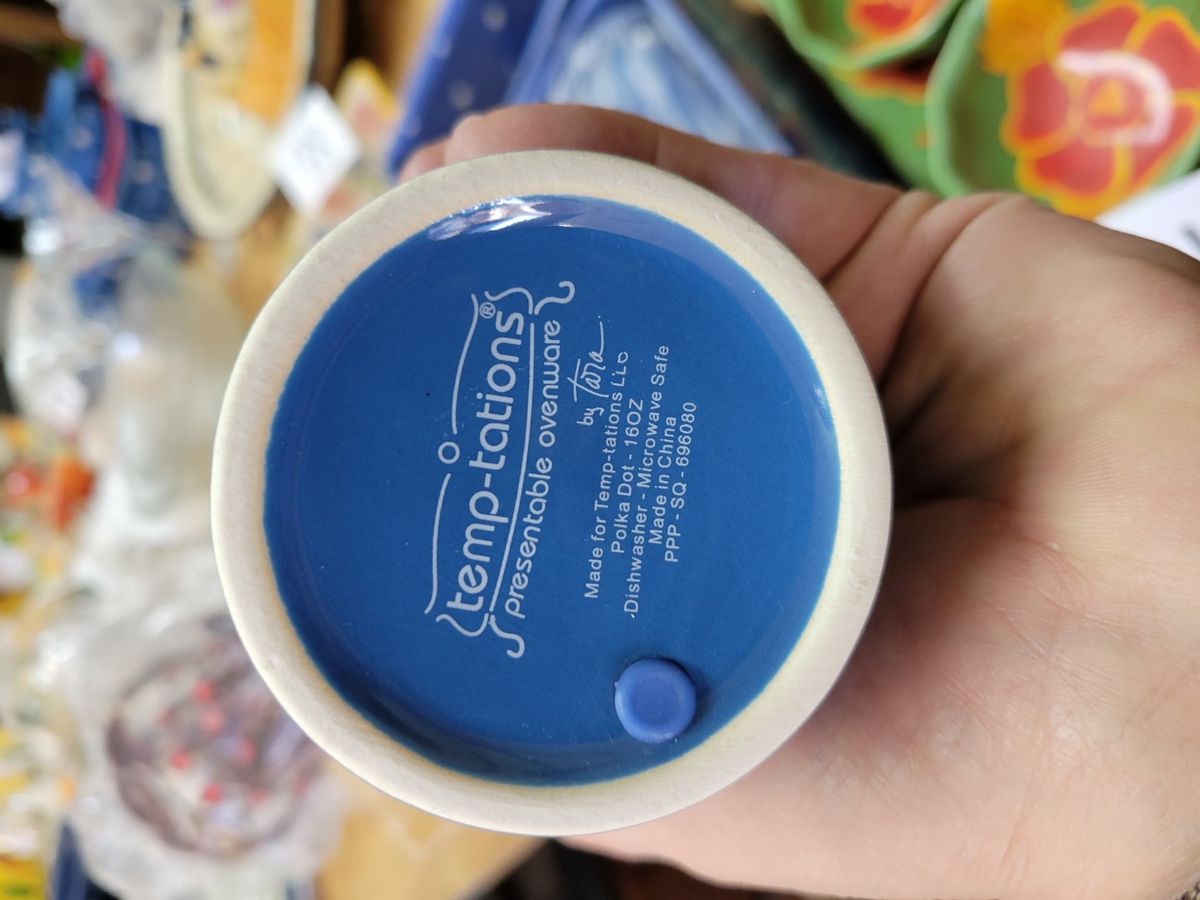 temp-tations®
presentable ovenware
by Tara
Made for Temp-tations LLC
Polka Dot - 16OZ
Dishwasher - Microwave Safe
Made in China
PPP - SQ - 696080